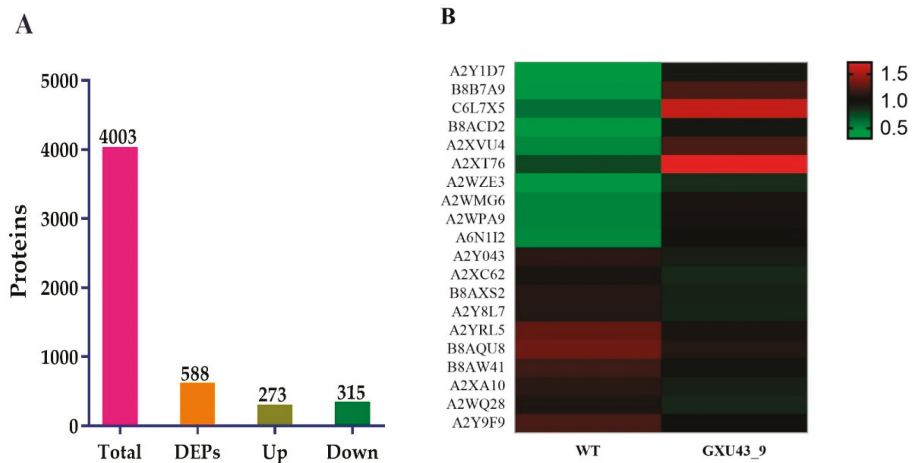 A
Proteins
5000
4000
3000
2000
1000
0
4003
588
273
315
Total DEPs Up Down
B
A2Y1D7
B8B7A9
C6L7X5
B8ACD2
A2XVU4
A2XT76
A2WZE3
A2WMG6
A2WPA9
A6N1I2
A2Y043
A2XC62
B8AXS2
A2Y8L7
A2YRL5
B8AQU8
B8AW41
A2XA10
A2WQ28
A2Y9F9
WT GXU43_9
1.5
1.0
0.5